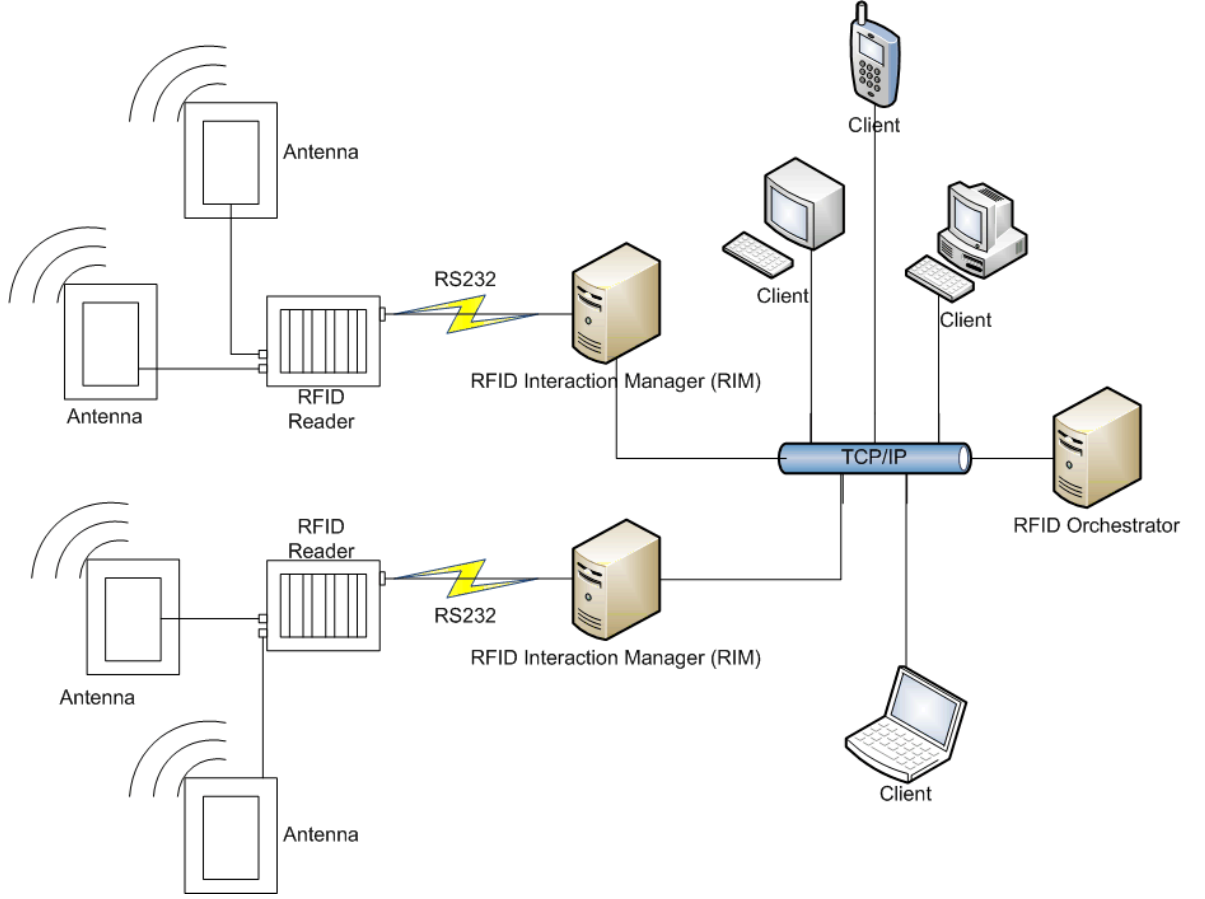 Client
Antenna
Client
Client
RS232
RFID Interaction Manager (RIM)
RFID
Reader
Antenna
TCP/IP
RFID Orchestrator
RFID
Reader
RS232
RFID Interaction Manager (RIM)
Antenna
Client
Antenna